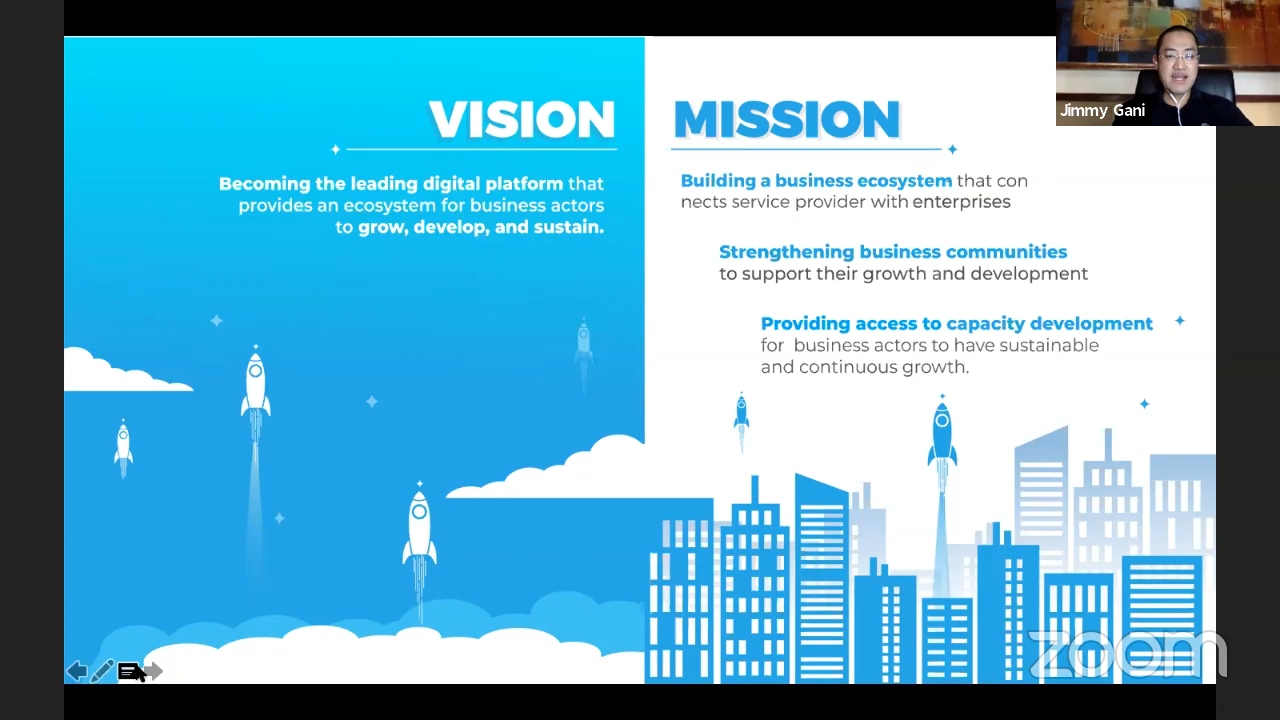 VISION
Becoming the leading digital platform that
provides an ecosystem for business actors
to grow, develop, and sustain.
MISSION
Building a business ecosystem that con
nects service provider with enterprises
Strengthening business communities
to support their growth and development
Providing access to capacity development
for business actors to have sustainable
and continuous growth.
Jimmy Gani
zoom